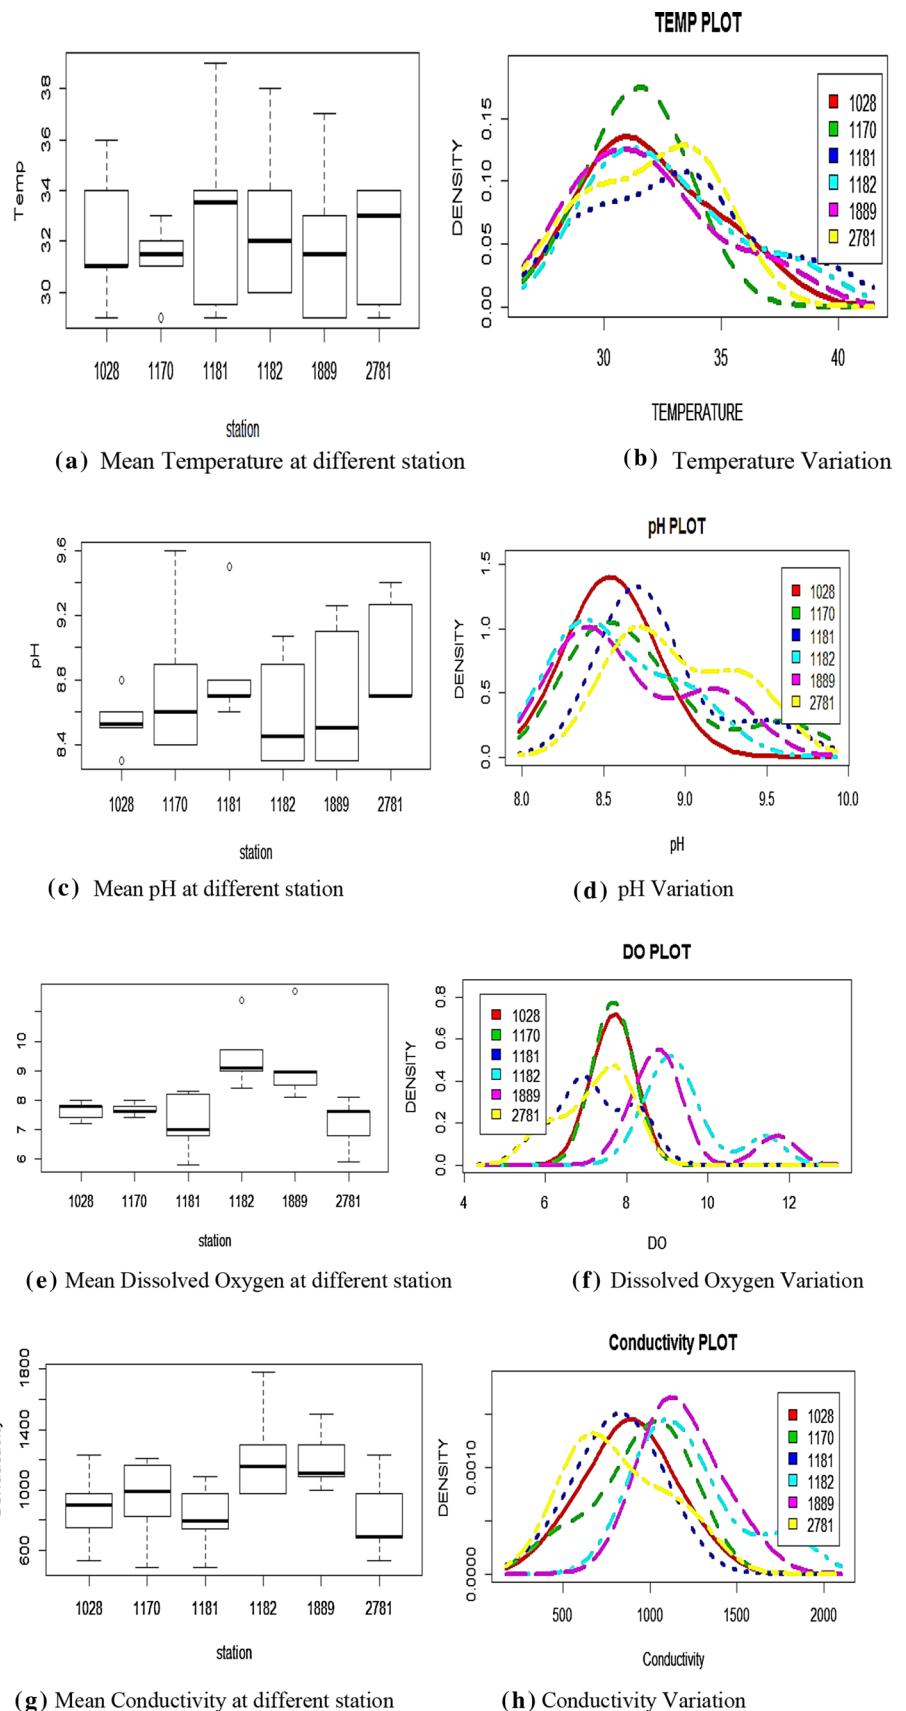 TEMP PLOT
Temp
30 32 34 36 38
1028 1170 1181 1182 1889 2781
station
DENSITY
0.00 0.05 0.10 0.15
1028
1170
1181
1182
1889
2781
30 35 40
TEMPERATURE
(a) Mean Temperature at different station
(b) Temperature Variation
pH PLOT
pH
8.4 8.8 9.2 9.6
1028 1170 1181 1182 1889 2781
station
DENSITY
0.0 0.5 1.0 1.5
1028
1170
1181
1182
1889
2781
8.0 8.5 9.0 9.5 10.0
pH
(c) Mean pH at different station
(d) pH Variation
DO PLOT
6 7 8 9 10
1028 1170 1181 1182 1889 2781
station
DENSITY
0.0 0.2 0.4 0.6 0.8
1028
1170
1181
1182
1889
2781
4 6 8 10 12
DO
(e) Mean Dissolved Oxygen at different station
(f) Dissolved Oxygen Variation
Conductivity PLOT
600 1000 1400 1800
1028 1170 1181 1182 1889 2781
station
DENSITY
0.0000 0.0010
1028
1170
1181
1182
1889
2781
500 1000 1500 2000
Conductivity
(g) Mean Conductivity at different station
(h) Conductivity Variation